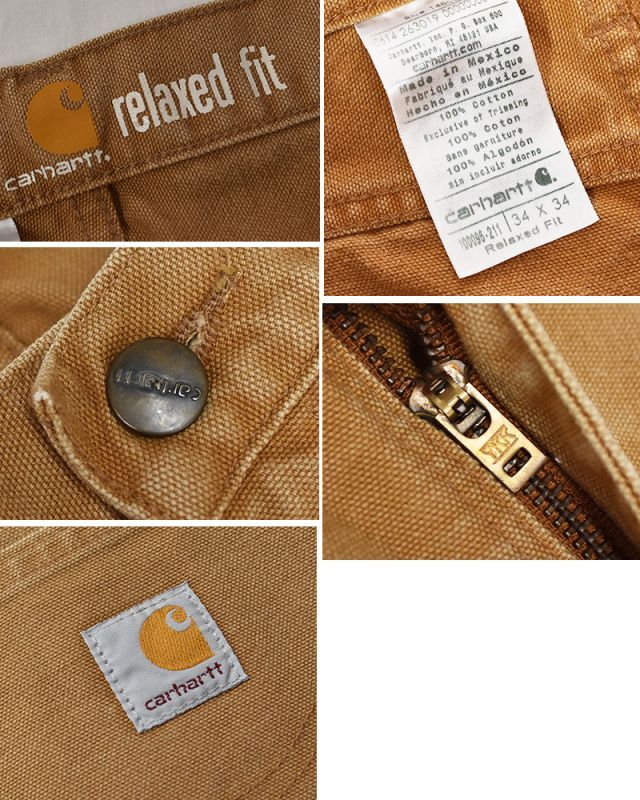 carhartt.
relaxed fit
0614 263019
Carhartt, Inc. P. O. Box 600
Dearborn, MI 48121 USA
carhartt.com
Made in Mexico
Fabriqué au Mexique
Hecho en México
100% Cotton
Exclusive of Trimming
100% Coton
Sans garniture
100% Algodón
Sin incluir adorno
carhartt.
100096-211 34 X 34
Relaxed Fit
carhartt
YKK
carhartt